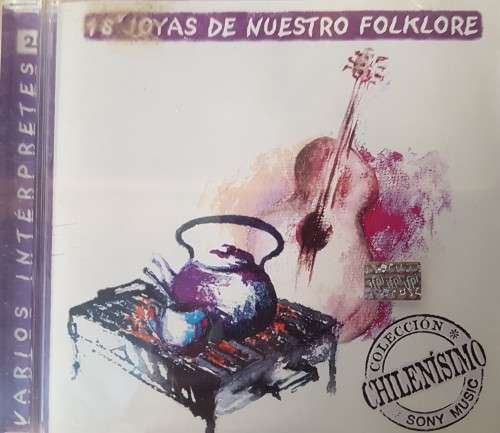 18 JOYAS DE NUESTRO FOLKLORE
VARIOS INTÉRPRETES 2
COLECCIÓN *
CHILENÍSIMO
SONY MUSIC